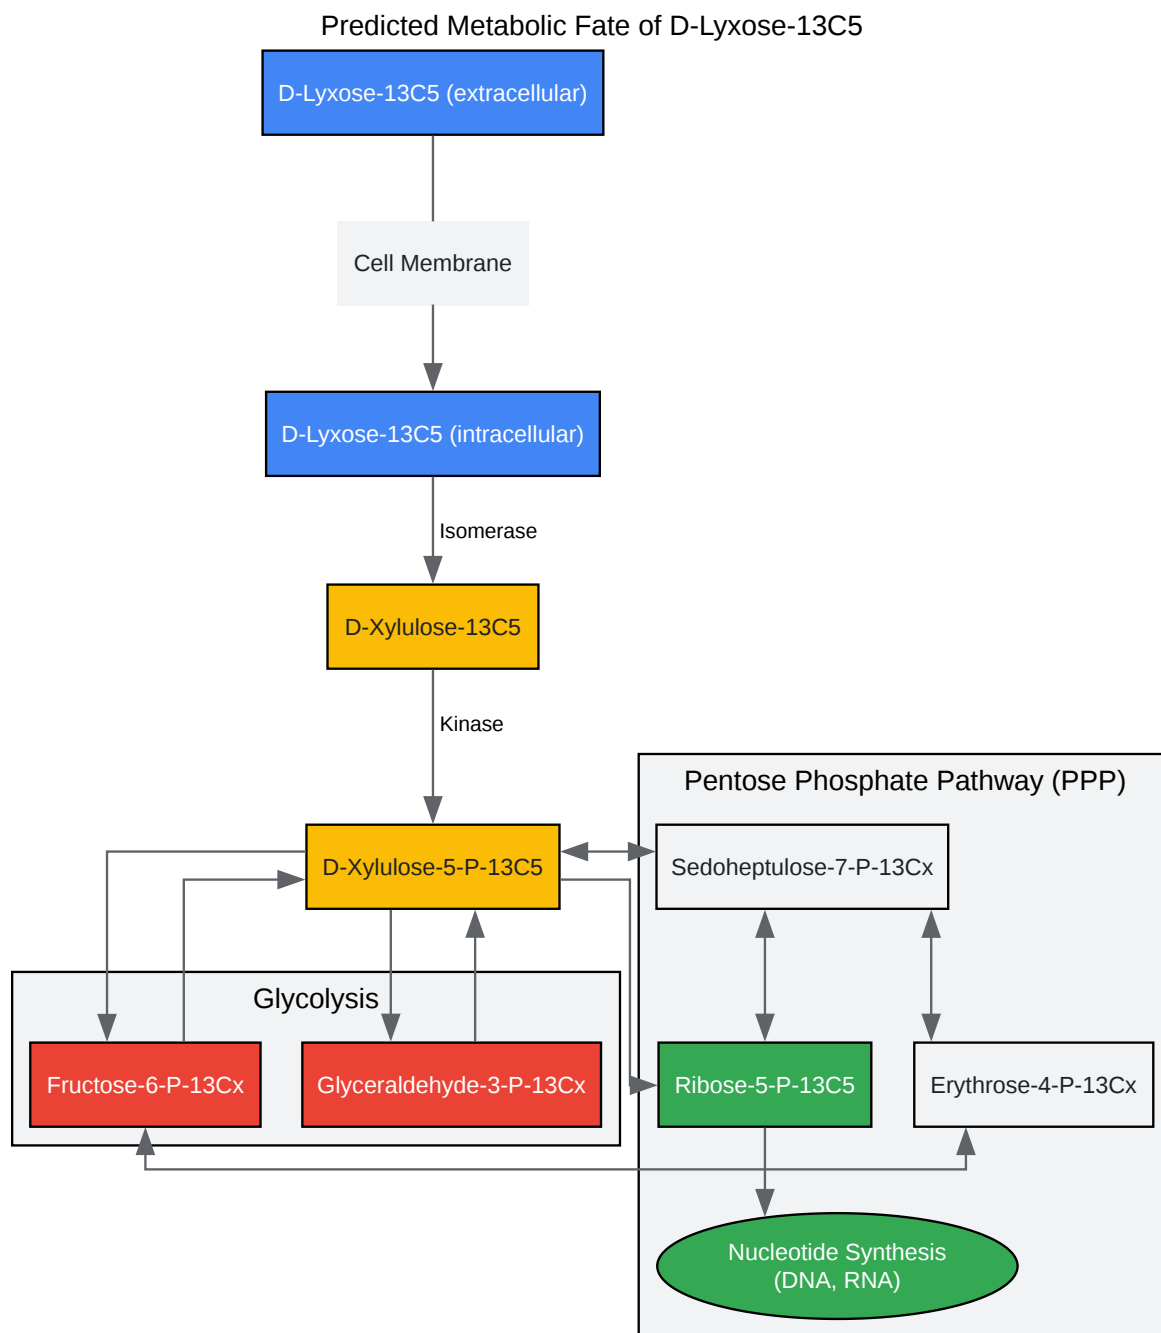 Predicted Metabolic Fate of D-Lyxose-13C5
D-Lyxose-13C5 (extracellular)
Cell Membrane
D-Lyxose-13C5 (intracellular)
Isomerase
D-Xylulose-13C5
Kinase
Pentose Phosphate Pathway (PPP)
D-Xylulose-5-P-13C5
Sedoheptulose-7-P-13Cx
Glycolysis
Fructose-6-P-13Cx
Glyceraldehyde-3-P-13Cx
Ribose-5-P-13C5
Erythrose-4-P-13Cx
Nucleotide Synthesis
(DNA, RNA)